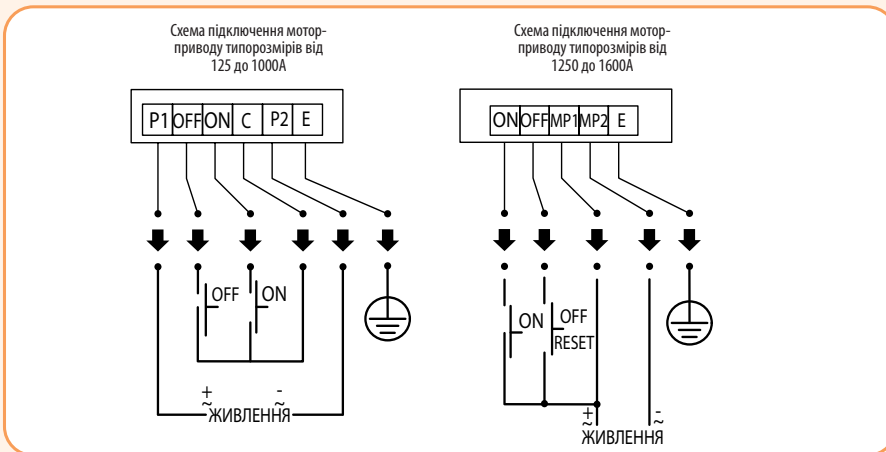 Схема підключення мотор-
приводу типорозмірів від
125 до 1000А
P1 OFF ON C P2 E
OFF ON
+ -
~ ~
ЖИВЛЕННЯ
Схема підключення мотор-
приводу типорозмірів від
1250 до 1600А
ON OFF MP1 MP2 E
ON OFF
RESET
+ -
~ ~
ЖИВЛЕННЯ